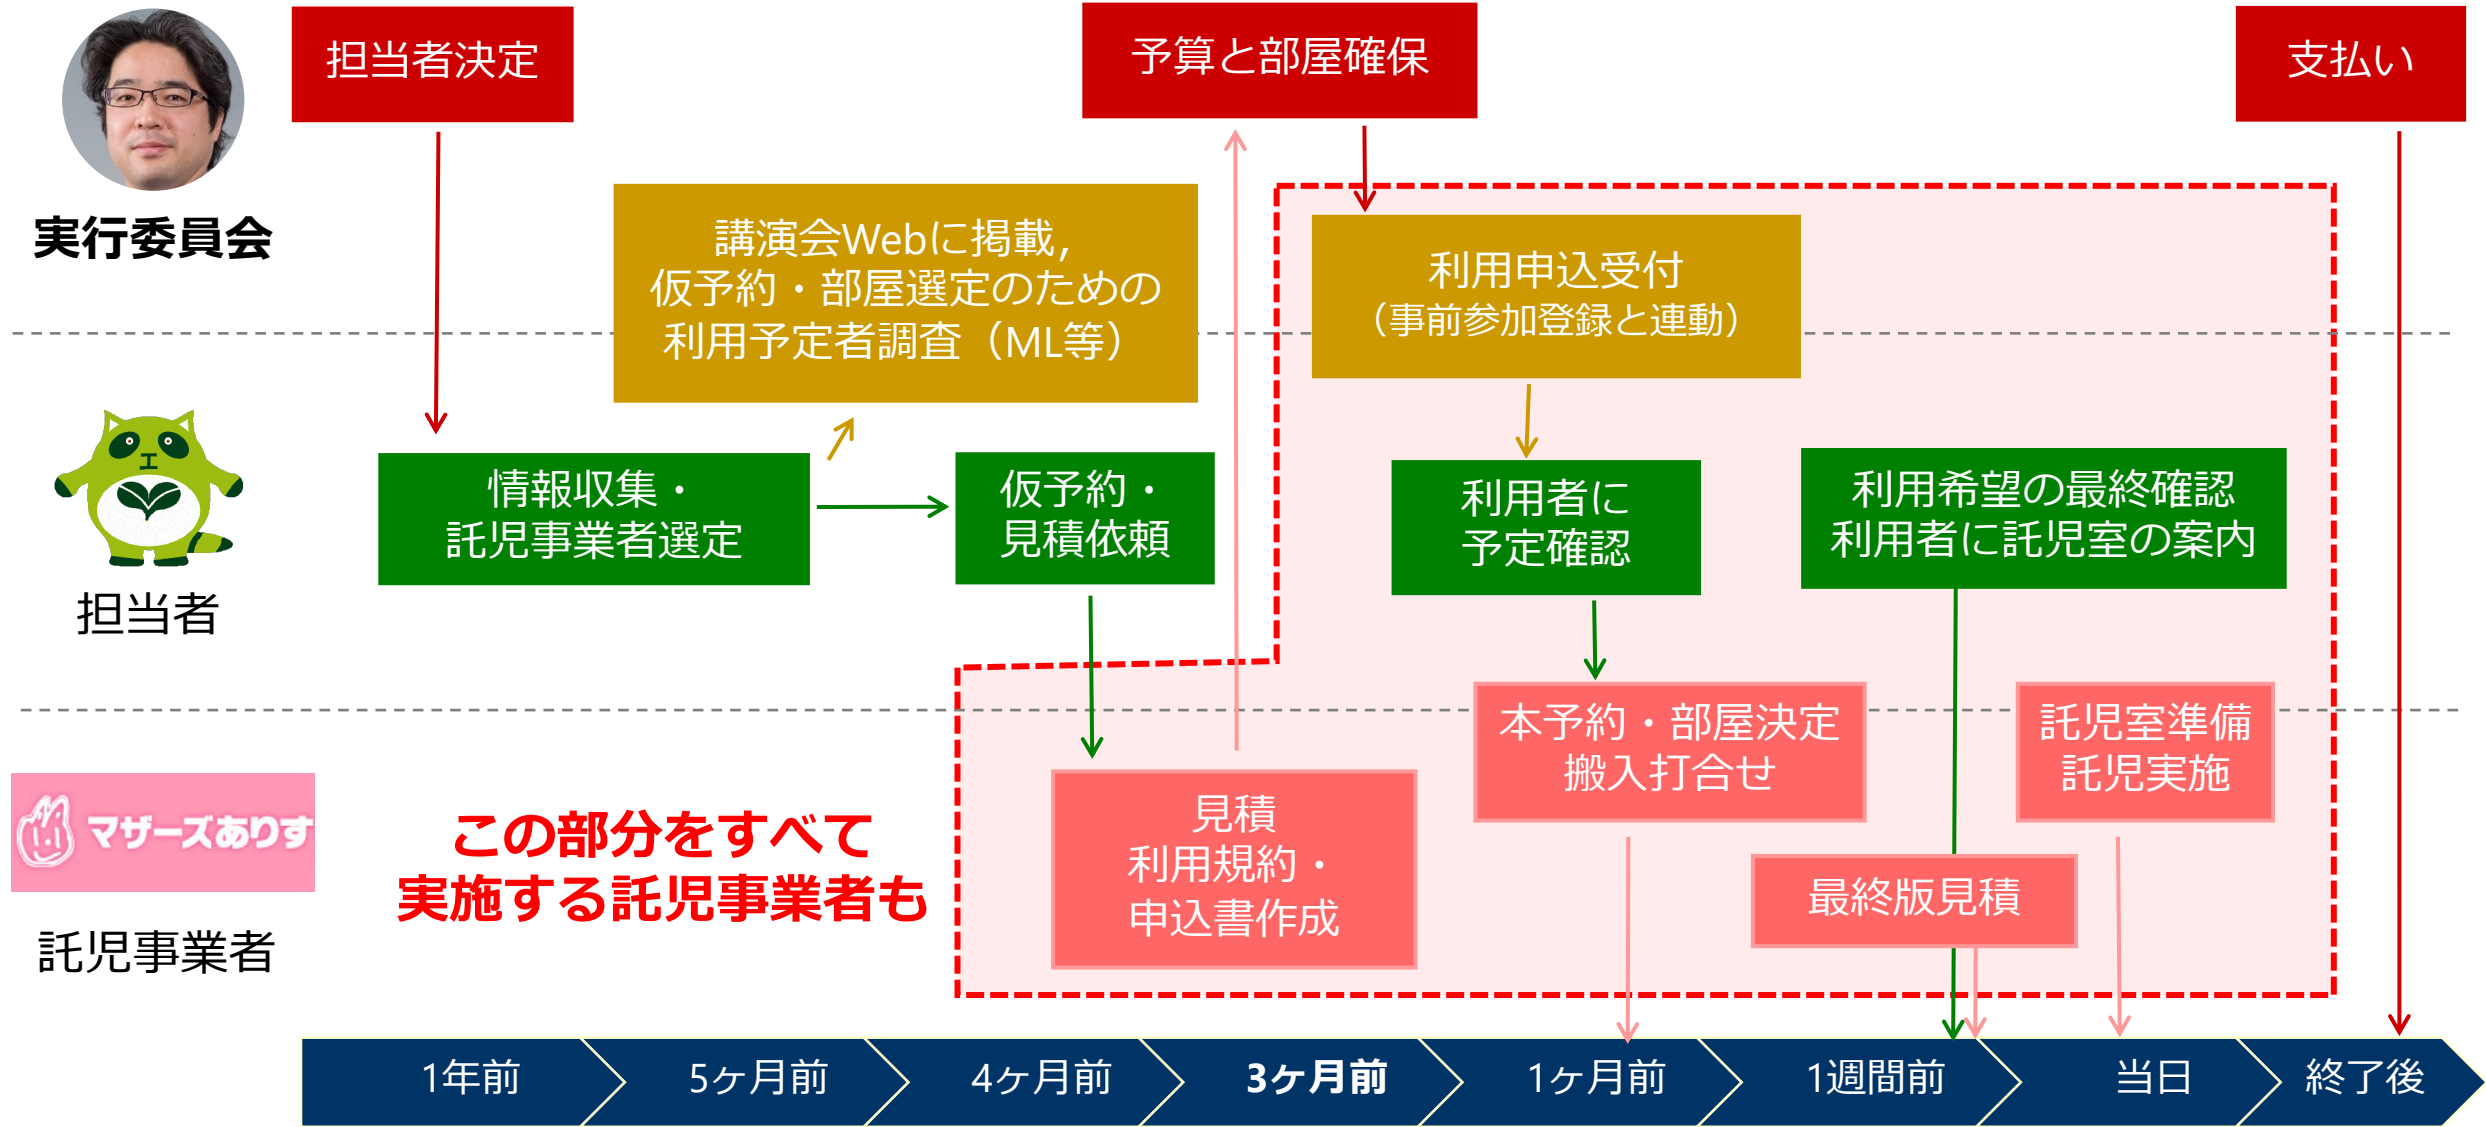 担当者決定
予算と部屋確保
支払い
実行委員会
講演会Webに掲載，
仮予約・部屋選定のための
利用予定者調査（ML等）
利用申込受付
（事前参加登録と連動）
エ
担当者
情報収集・
託児事業者選定
仮予約・
見積依頼
利用者に
予定確認
利用希望の最終確認
利用者に託児室の案内
マザーズありす
託児事業者
この部分をすべて
実施する託児事業者も
見積
利用規約・
申込書作成
本予約・部屋決定
搬入打合せ
最終版見積
託児室準備
託児実施
1年前
5ヶ月前
4ヶ月前
3ヶ月前
1ヶ月前
1週間前
当日
終了後